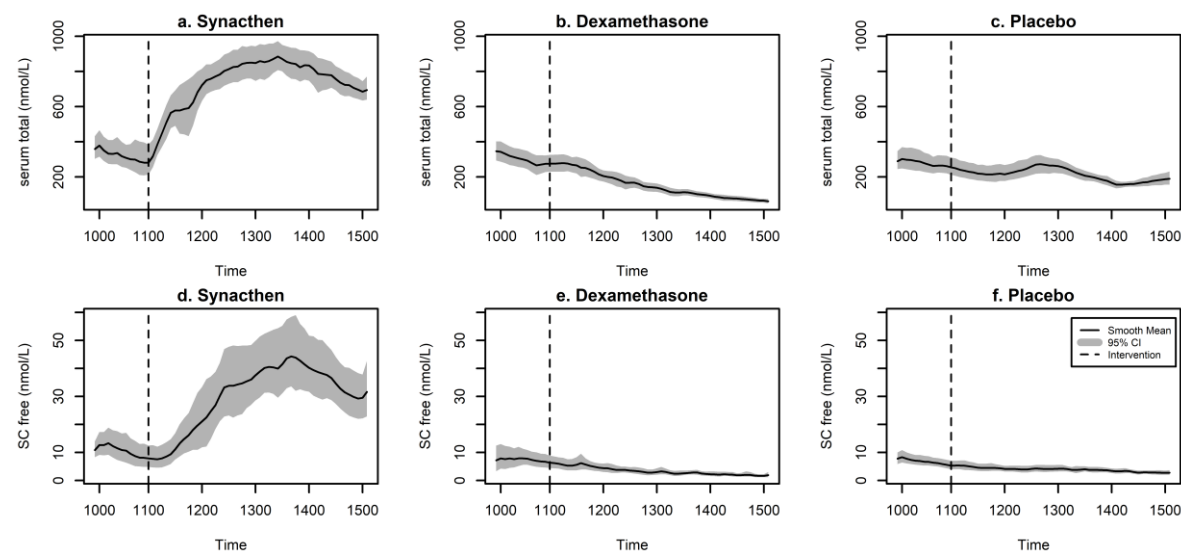 a. Synacthen
serum total (nmol/L)
1000
600
200
1000 1100 1200 1300 1400 1500
Time
b. Dexamethasone
serum total (nmol/L)
1000
600
200
1000 1100 1200 1300 1400 1500
Time
c. Placebo
serum total (nmol/L)
1000
600
200
1000 1100 1200 1300 1400 1500
Time
d. Synacthen
SC free (nmol/L)
50
30
10
0
1000 1100 1200 1300 1400 1500
Time
e. Dexamethasone
SC free (nmol/L)
50
30
10
0
1000 1100 1200 1300 1400 1500
Time
f. Placebo
SC free (nmol/L)
50
30
10
0
Smooth Mean
95% CI
Intervention
1000 1100 1200 1300 1400 1500
Time